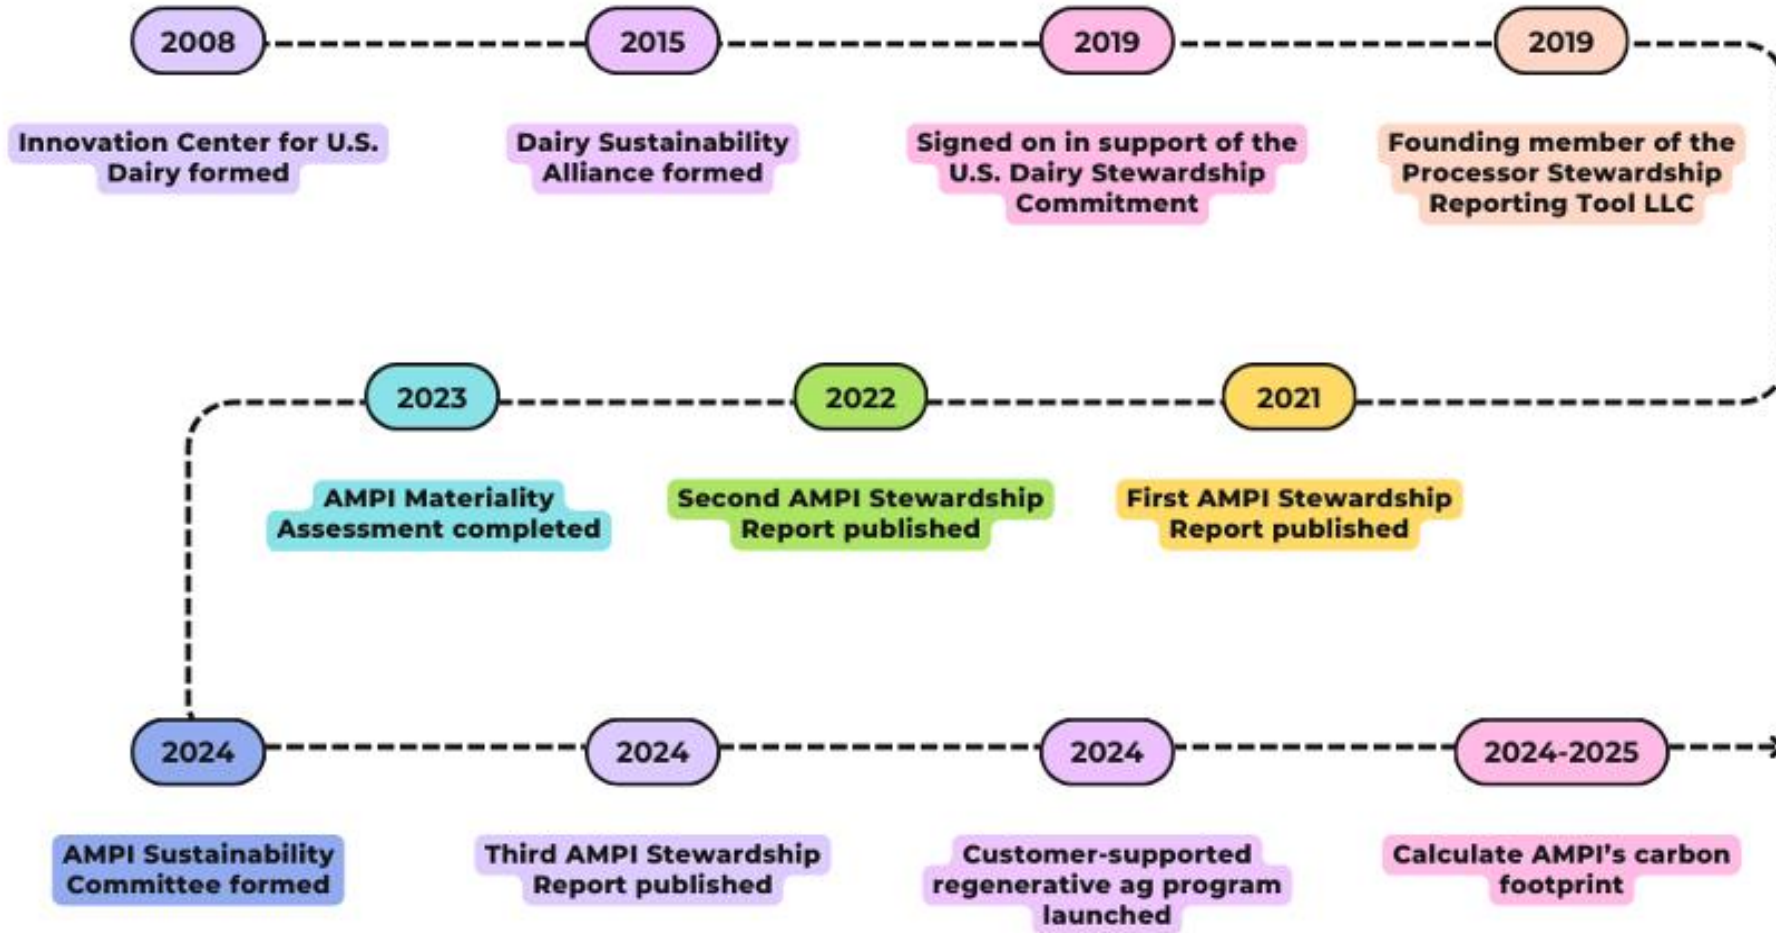 2008
Innovation Center for U.S.
Dairy formed
2015
Dairy Sustainability
Alliance formed
2019
Signed on in support of the
U.S. Dairy Stewardship
Commitment
2019
Founding member of the
Processor Stewardship
Reporting Tool LLC
2021
First AMPI Stewardship
Report published
2022
Second AMPI Stewardship
Report published
2023
AMPI Materiality
Assessment completed
2024
AMPI Sustainability
Committee formed
2024
Third AMPI Stewardship
Report published
2024
Customer-supported
regenerative ag program
launched
2024-2025
Calculate AMPI’s carbon
footprint